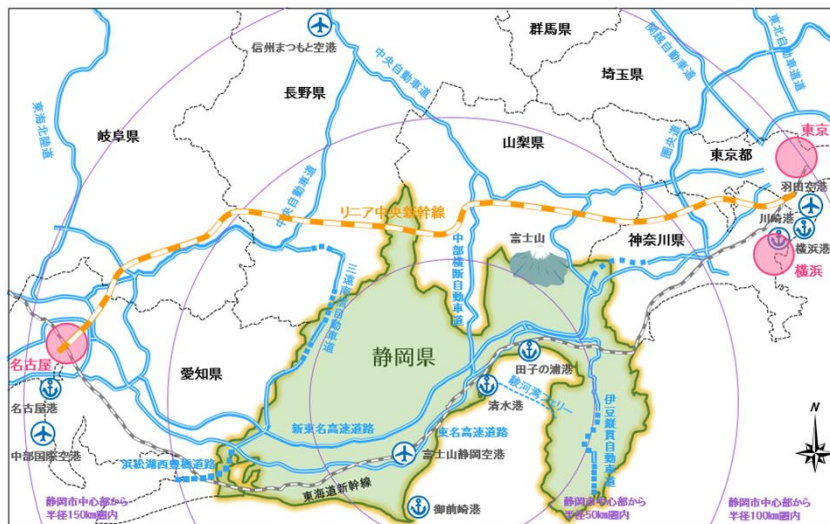 群馬県
信州まつもと空港
中央自動車道
関越自動車道
東北自動車道
埼玉県
長野県
東海北陸道
岐阜県
山梨県
圏央道
東京
東京都
中央自動車道
リニア中央新幹線
羽田空港
川崎港
富士山
神奈川県
横浜港
中部横断自動車道
三遠南信自動車道
横浜
静岡県
名古屋
愛知県
田子の浦港
名古屋港
清水港
駿河湾フェリー
伊豆縦貫自動車道
新東名高速道路
東名高速道路
中部国際空港
富士山静岡空港
浜松湖西豊橋道路
東海道新幹線
御前崎港
N
静岡市中心部から
半径150km圏内
静岡市中心部から
半径50km圏内
静岡市中心部から
半径100km圏内